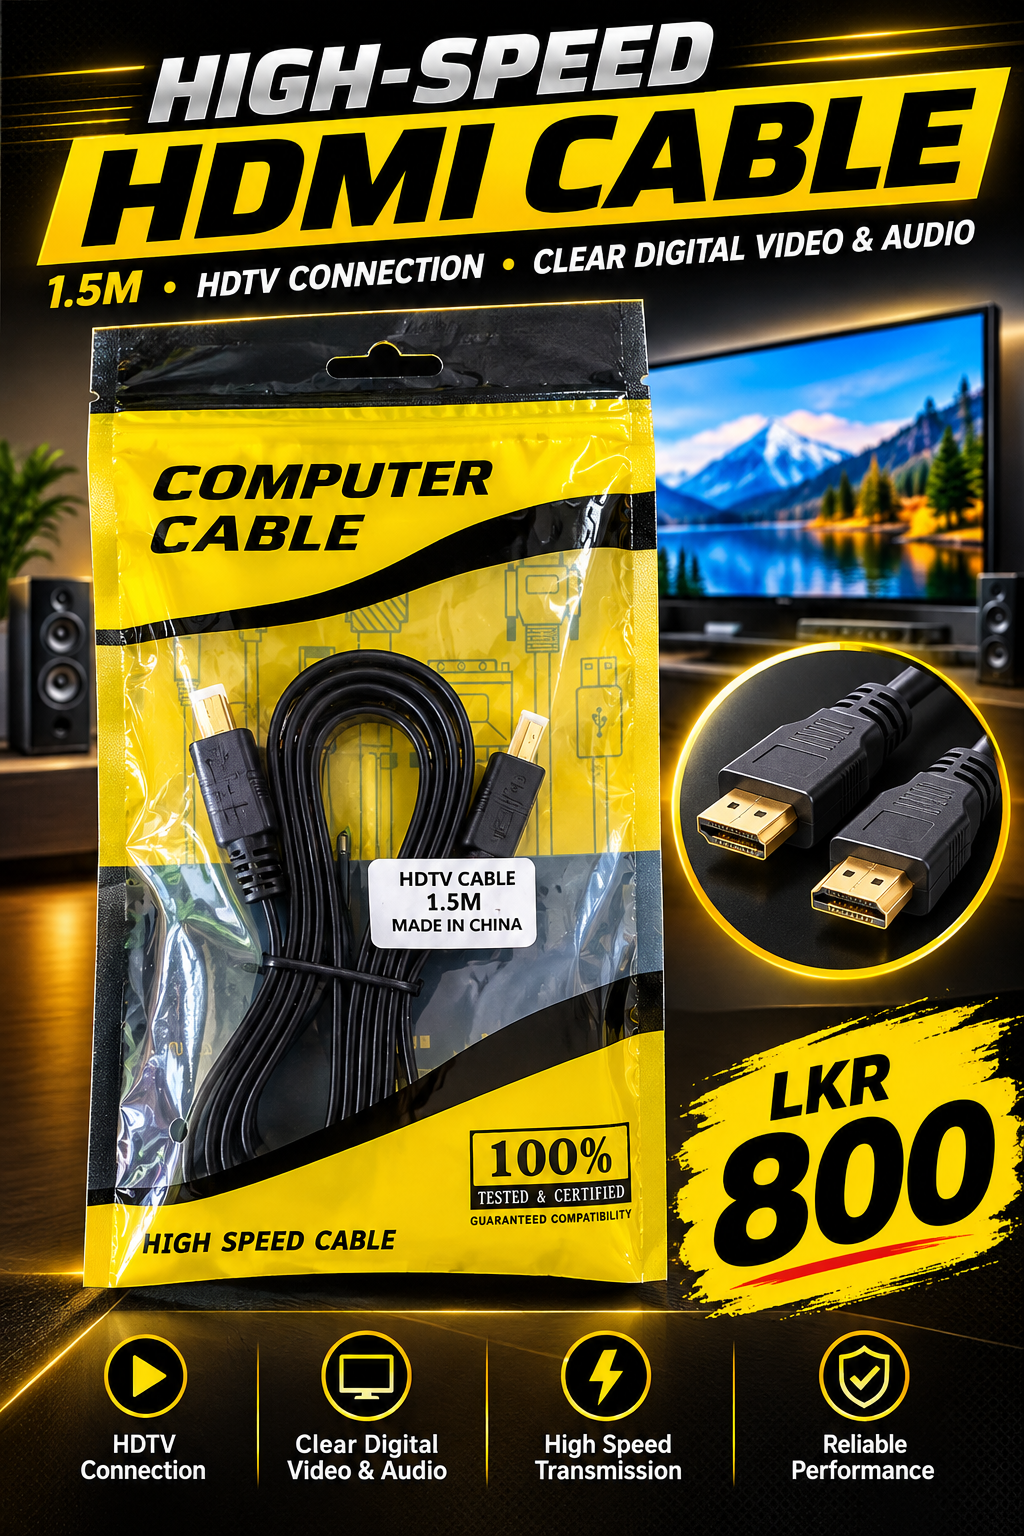 HIGH-SPEED
HDMI CABLE
1.5M • HDTV CONNECTION • CLEAR DIGITAL VIDEO & AUDIO
COMPUTER
CABLE
HDTV CABLE
1.5M
MADE IN CHINA
LKR
800
100%
TESTED & CERTIFIED
GUARANTEED COMPATIBILITY
HIGH SPEED CABLE
HDTV
Connection
Clear Digital
Video & Audio
High Speed
Transmission
Reliable
Performance